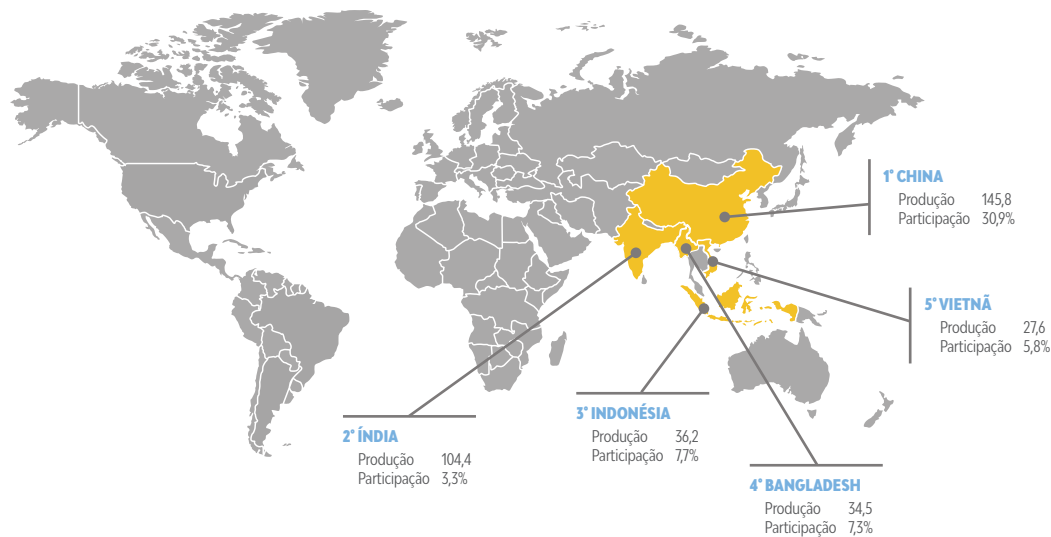 1° CHINA
Produção 145,8
Participação 30,9%
2° ÍNDIA
Produção 104,4
Participação 3,3%
3° INDONÉSIA
Produção 36,2
Participação 7,7%
4° BANGLADESH
Produção 34,5
Participação 7,3%
5° VIETNÃ
Produção 27,6
Participação 5,8%